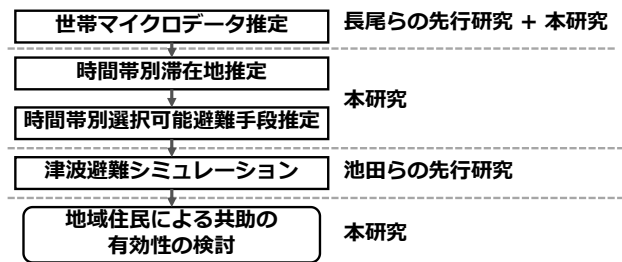 世帯マイクロデータ推定
長尾らの先行研究 + 本研究
時間帯別滞在地推定
本研究
時間帯別選択可能避難手段推定
津波避難シミュレーション
池田らの先行研究
地域住民による共助の
有効性の検討
本研究